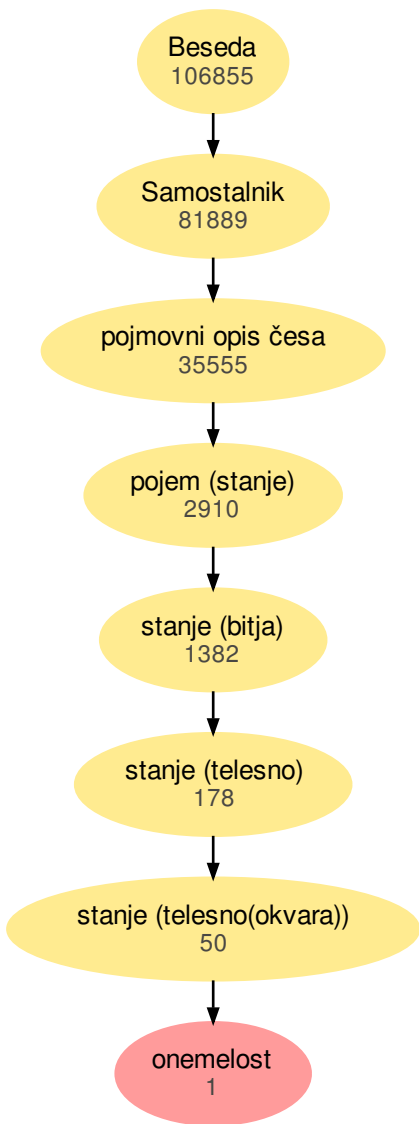 Beseda
106855
Samostalnik
81889
pojmovni opis česa
35555
pojem (stanje)
2910
stanje (bitja)
1382
stanje (telesno)
178
stanje (telesno(okvara))
50
onemelost
1